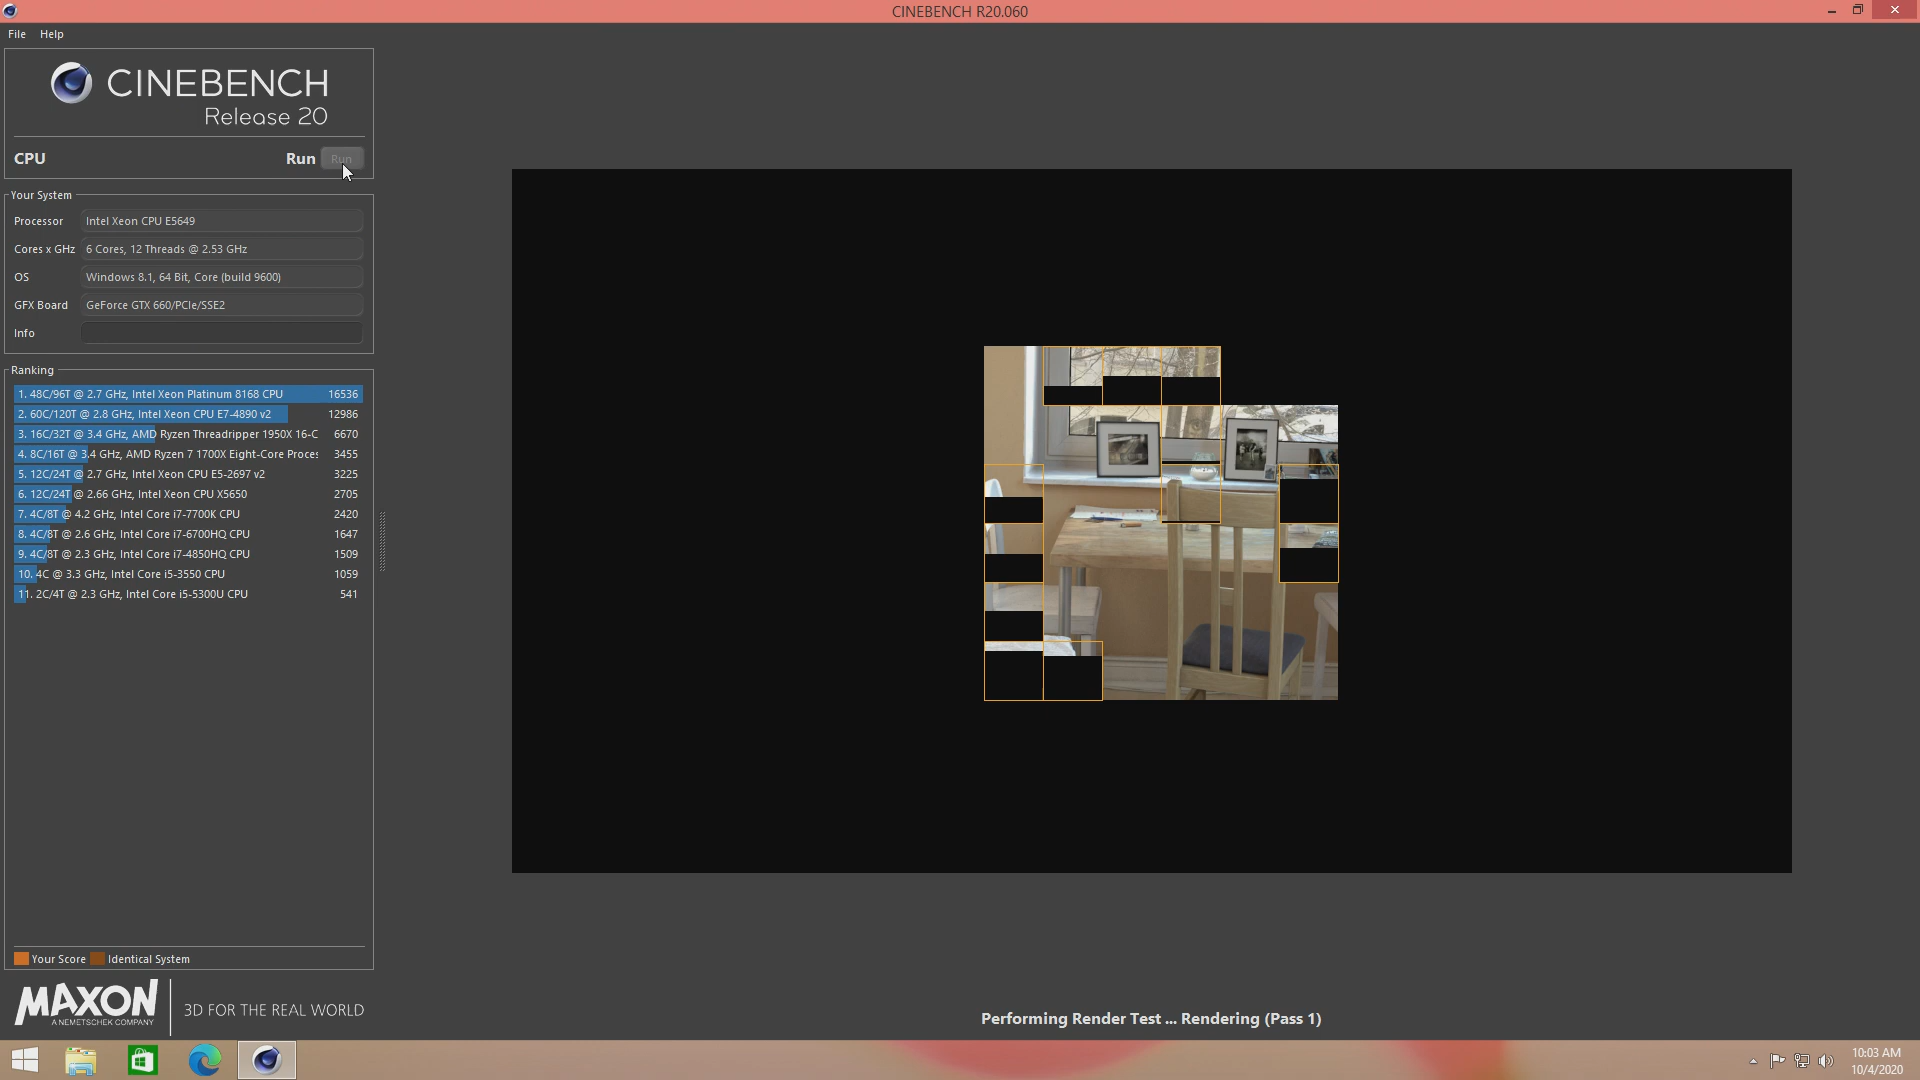 CINEBENCH R20.060
File Help
CINEBENCH
Release 20
CPU Run Run
Your System
Processor Intel Xeon CPU E5649
Cores x GHz 6 Cores, 12 Threads @ 2.53 GHz
OS Windows 8.1, 64 Bit, Core (build 9600)
GFX Board GeForce GTX 660/PCIe/SSE2
Info
Ranking
1. 48C/96T @ 2.7 GHz, Intel Xeon Platinum 8168 CPU 16536
2. 60C/120T @ 2.8 GHz, Intel Xeon CPU E7-4890 v2 12986
3. 16C/32T @ 3.4 GHz, AMD Ryzen Threadripper 1950X 16-C 6670
4. 8C/16T @ 3.4 GHz, AMD Ryzen 7 1700X Eight-Core Proces 3455
5. 12C/24T @ 2.7 GHz, Intel Xeon CPU E5-2697 v2 3225
6. 12C/24T @ 2.66 GHz, Intel Xeon CPU X5650 2705
7. 4C/8T @ 4.2 GHz, Intel Core i7-7700K CPU 2420
8. 4C/8T @ 2.6 GHz, Intel Core i7-6700HQ CPU 1647
9. 4C/8T @ 2.3 GHz, Intel Core i7-4850HQ CPU 1509
10. 4C @ 3.3 GHz, Intel Core i5-3550 CPU 1059
11. 2C/4T @ 2.3 GHz, Intel Core i5-5300U CPU 541
Your Score Identical System
MAXON
A NEMETSCHEK COMPANY
3D FOR THE REAL WORLD
Performing Render Test ... Rendering (Pass 1)
10:03 AM
10/4/2020